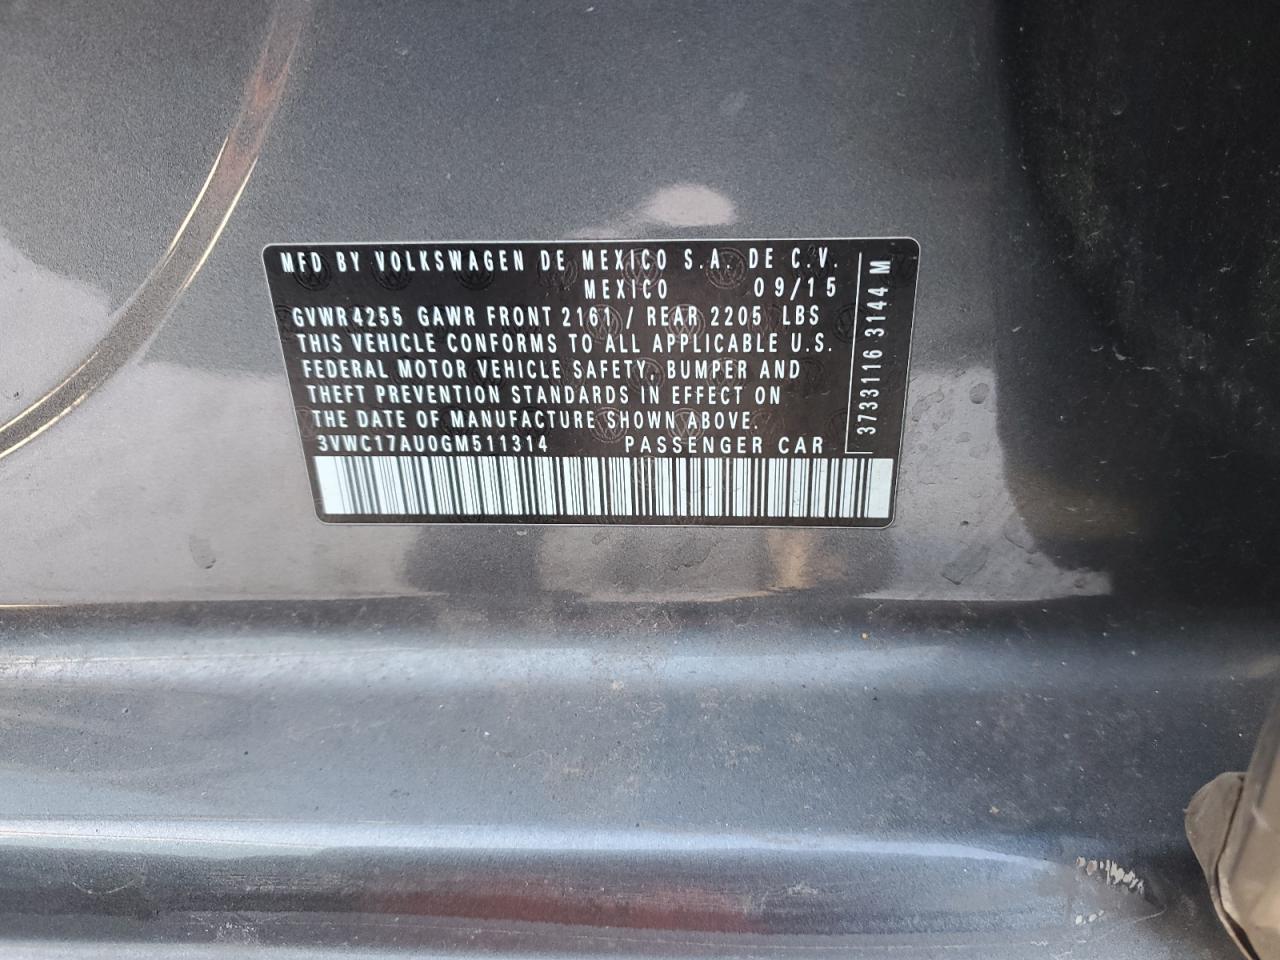 MFD BY VOLKSWAGEN DE MEXICO S.A. DE C.V.
MEXICO 09/15
GVWR4255 GAWR FRONT 2161 / REAR 2205 LBS
THIS VEHICLE CONFORMS TO ALL APPLICABLE U.S.
FEDERAL MOTOR VEHICLE SAFETY, BUMPER AND
THEFT PREVENTION STANDARDS IN EFFECT ON
THE DATE OF MANUFACTURE SHOWN ABOVE.
3VWC17AU0GM511314 PASSENGER CAR
3733116 3144 M